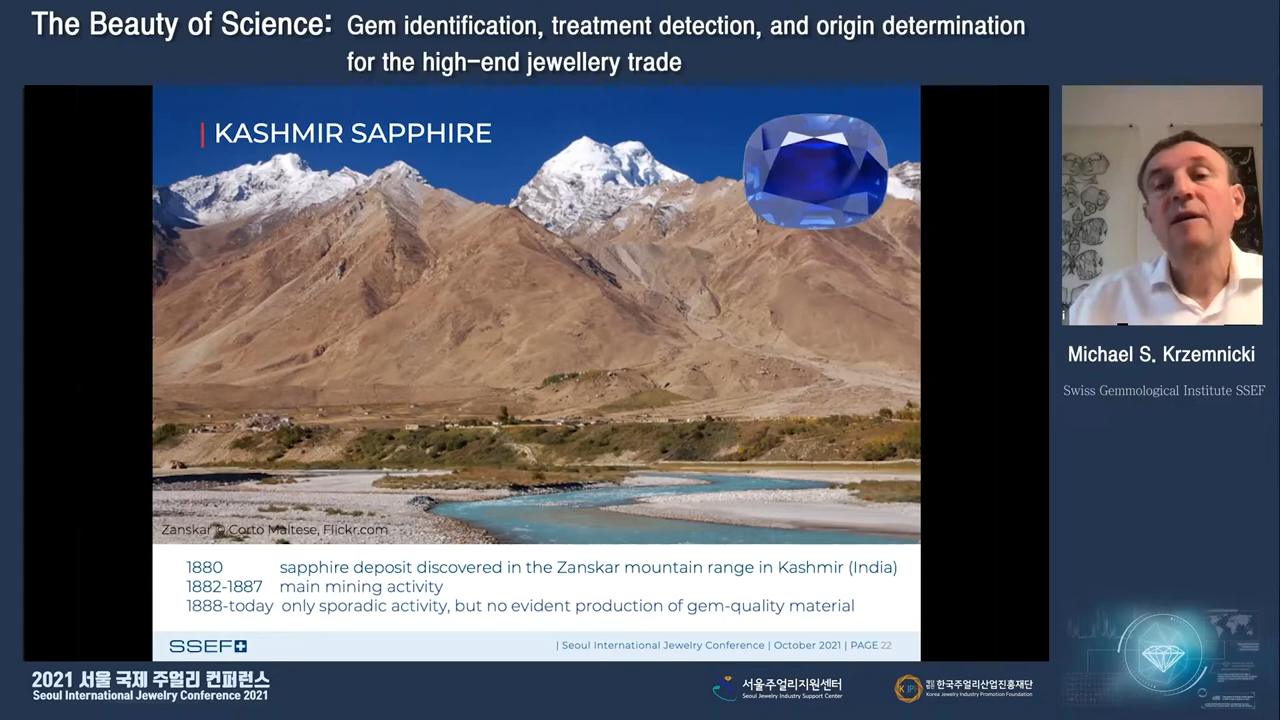 The Beauty of Science: Gem identification, treatment detection, and origin determination
for the high-end jewellery trade
| KASHMIR SAPPHIRE
Zanskar © Corto Maltese, Flickr.com
1880 sapphire deposit discovered in the Zanskar mountain range in Kashmir (India)
1882-1887 main mining activity
1888-today only sporadic activity, but no evident production of gem-quality material
SSEF
| Seoul International Jewelry Conference | October 2021 | PAGE 22
Michael S. Krzemnicki
Swiss Gemmological Institute SSEF
2021 서울 국제 주얼리 컨퍼런스
Seoul International Jewelry Conference 2021
서울주얼리지원센터
Seoul Jewelry Industry Support Center
재단법인 한국주얼리산업진흥재단
Korea Jewelry Industry Promotion Foundation